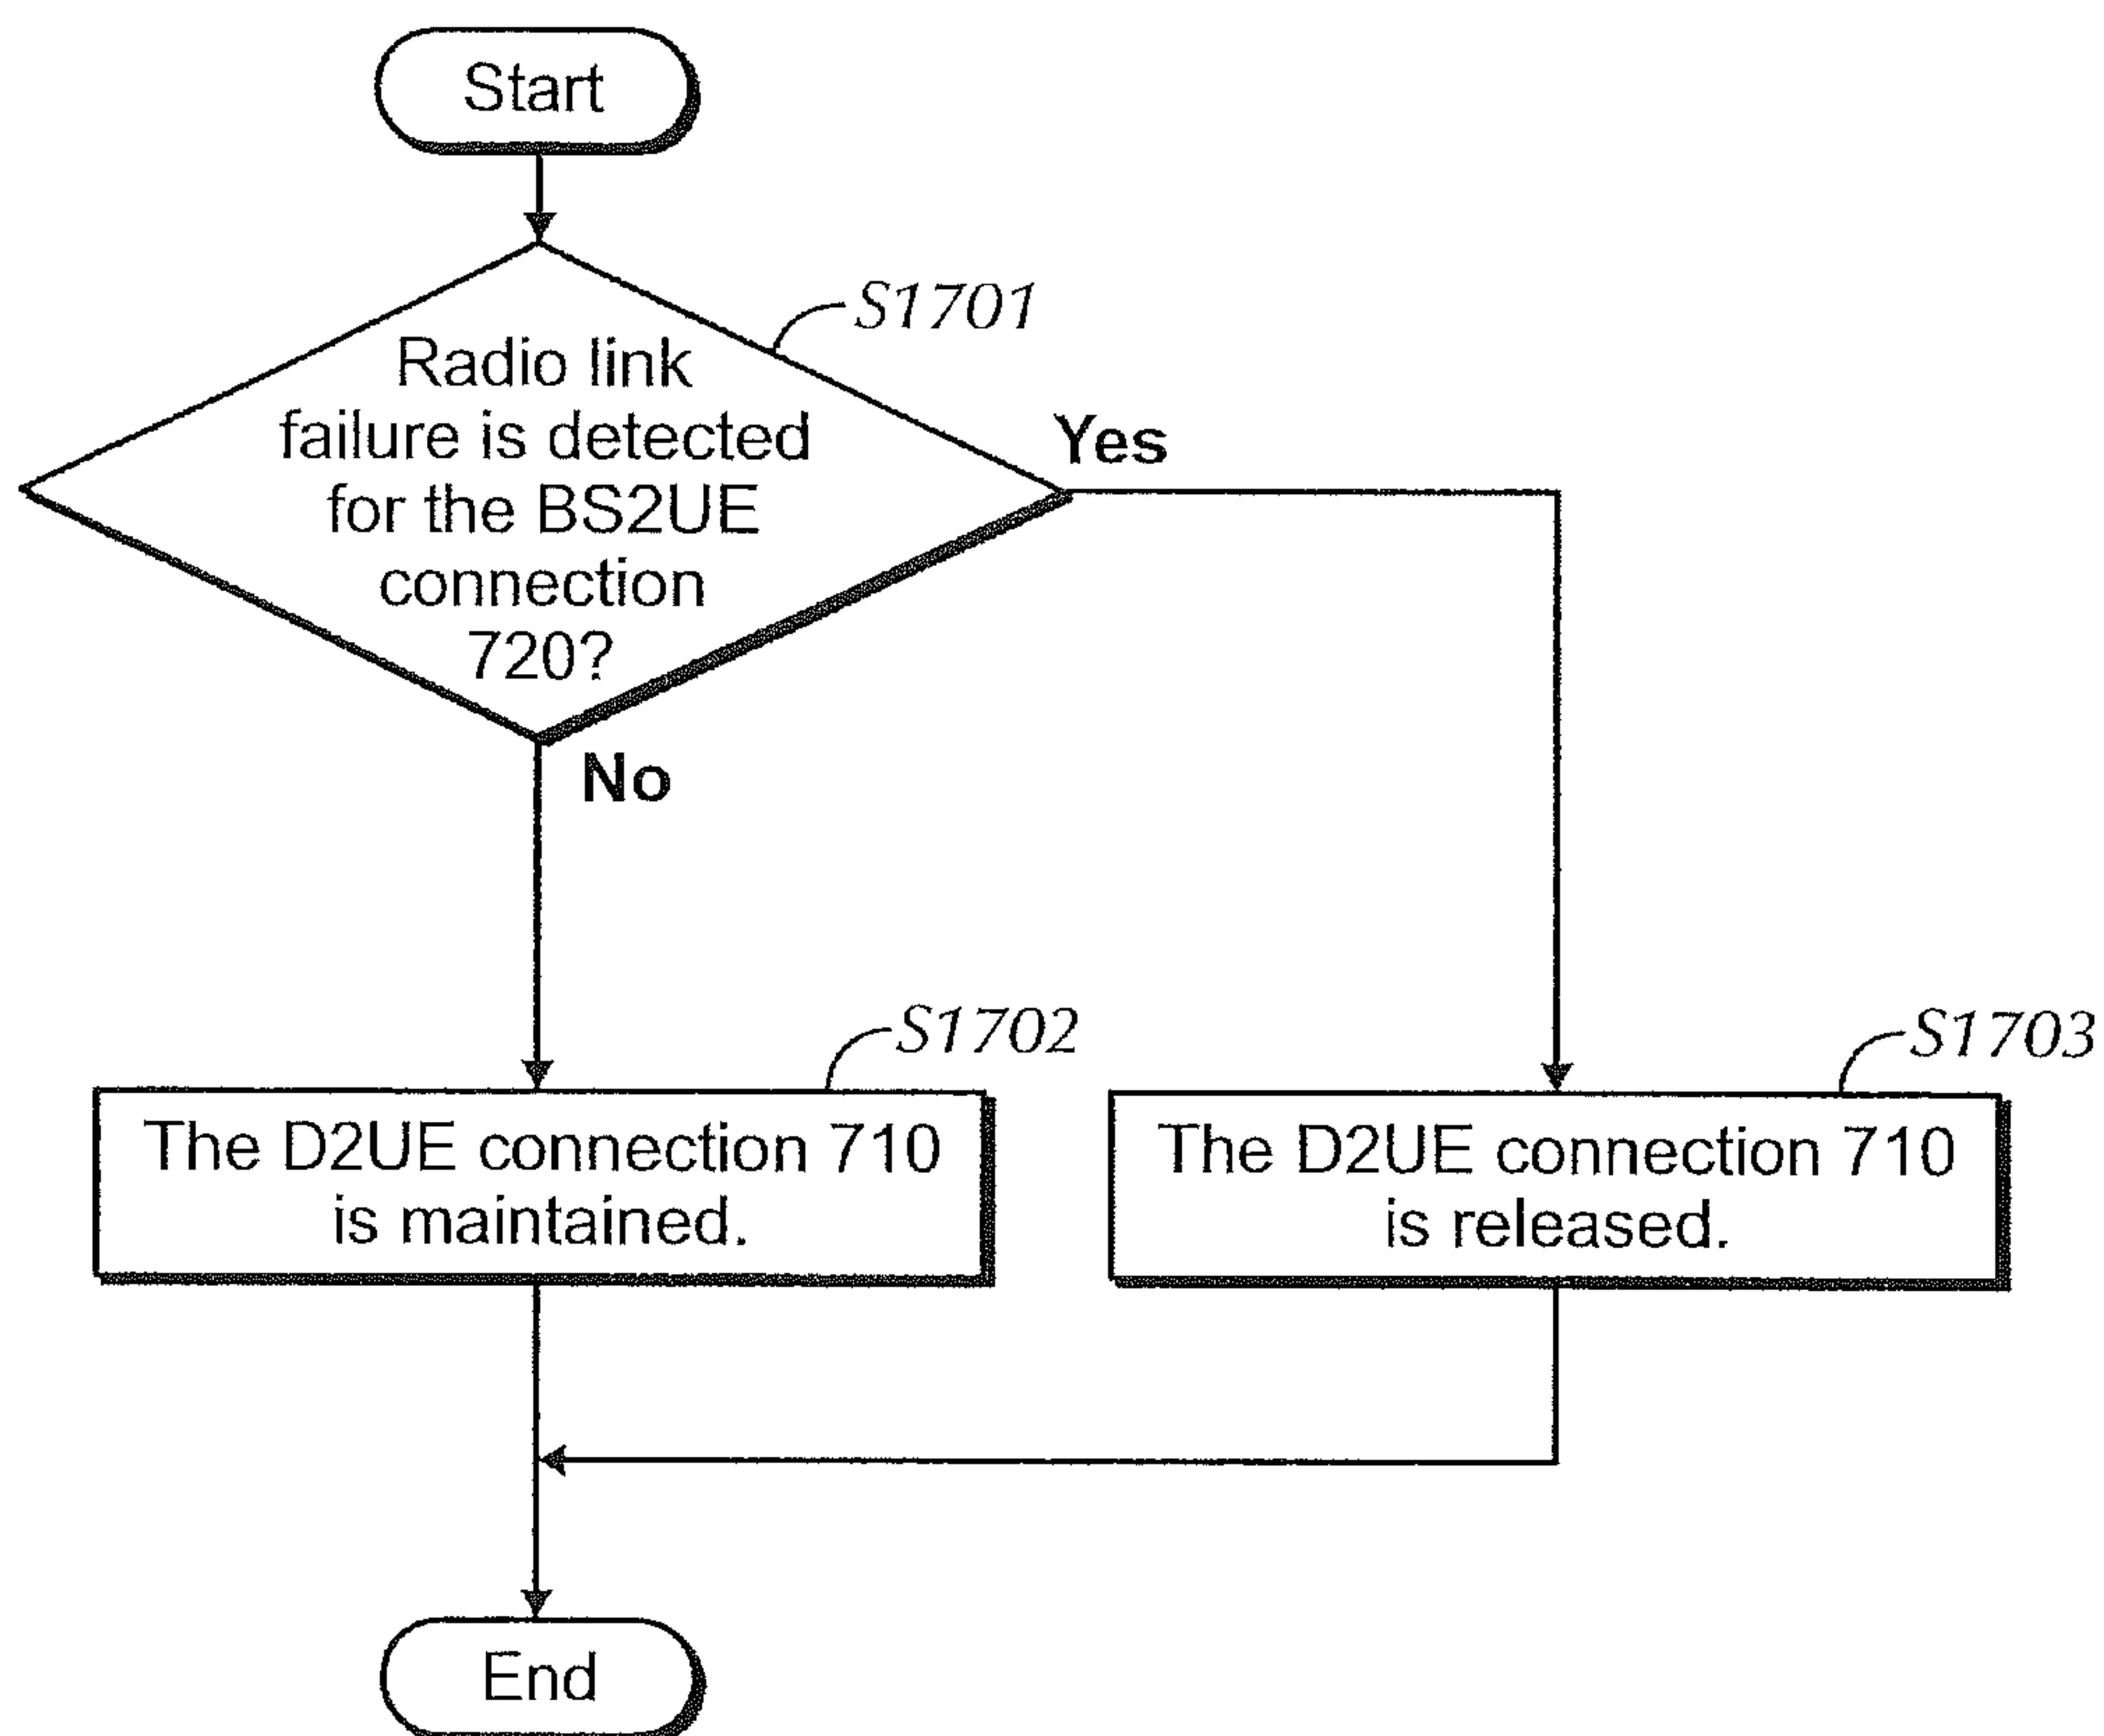 Start
S1701
Radio link
failure is detected
for the BS2UE
connection
720?
Yes
No
S1702
The D2UE connection 710
is maintained.
S1703
The D2UE connection 710
is released.
End